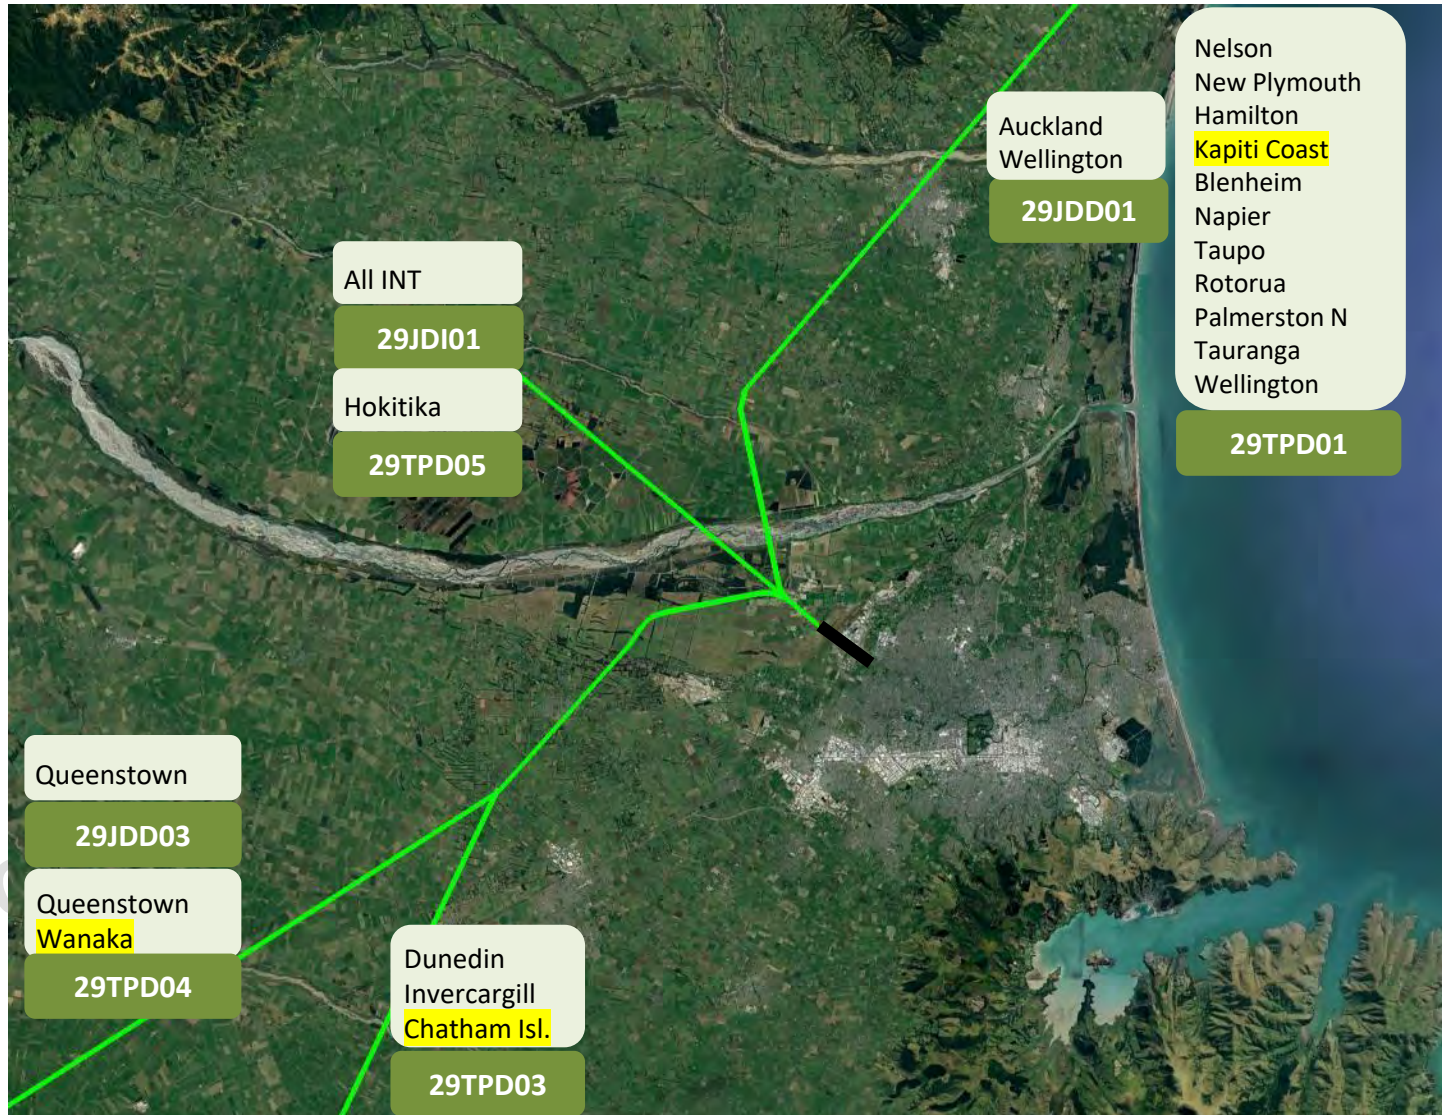 Nelson
New Plymouth
Hamilton
Kapiti Coast
Blenheim
Napier
Taupo
Rotorua
Palmerston N
Tauranga
Wellington
29TPD01
Auckland
Wellington
29JDD01
All INT
29JDI01
Hokitika
29TPD05
Queenstown
29JDD03
Queenstown
Wanaka
29TPD04
Dunedin
Invercargill
Chatham Isl.
29TPD03